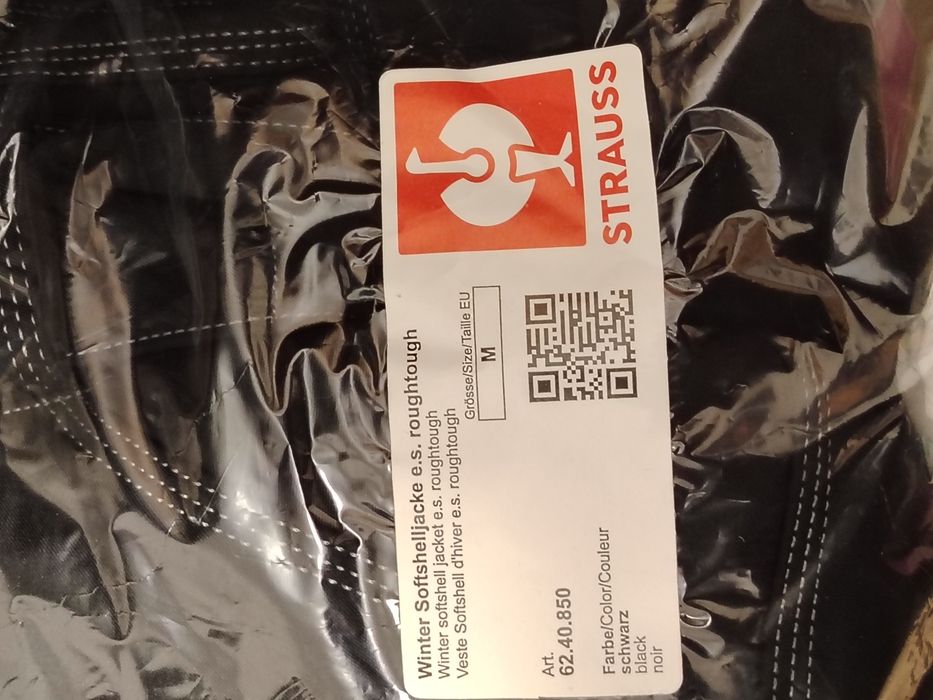 STRAUSS
Winter Softshelljacke e.s. roughtough
Winter softshell jacket e.s. roughtough
Veste Softshell d'hiver e.s. roughtough
Grösse/Size/Taille EU
M
Art.
62.40.850
Farbe/Color/Couleur
schwarz
black
noir